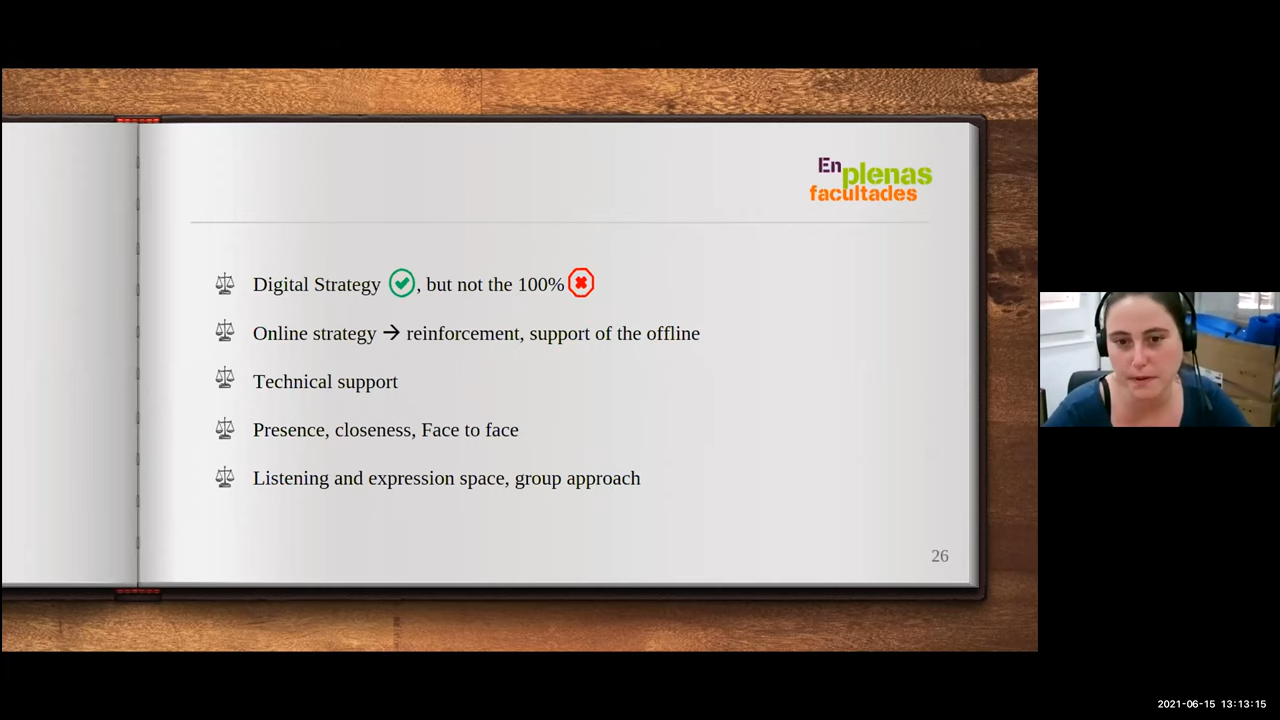 En
plenas
facultades
Digital Strategy , but not the 100%
Online strategy → reinforcement, support of the offline
Technical support
Presence, closeness, Face to face
Listening and expression space, group approach
26
2021-06-15 13:13:15